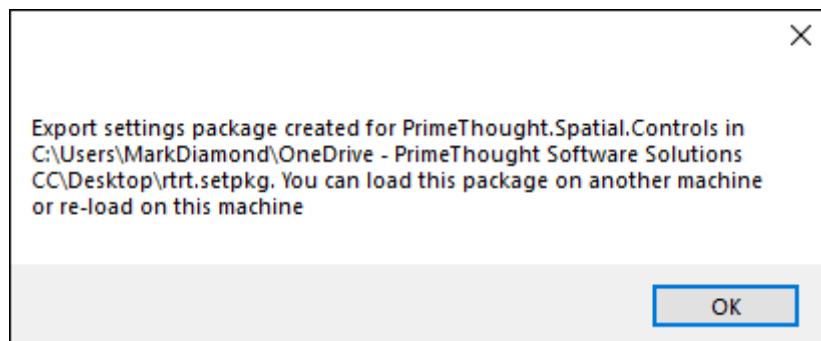 Export settings package created for PrimeThought.Spatial.Controls in
C:\Users\MarkDiamond\OneDrive - PrimeThought Software Solutions
CC\Desktop\rtrt.setpkg. You can load this package on another machine
or re-load on this machine
OK